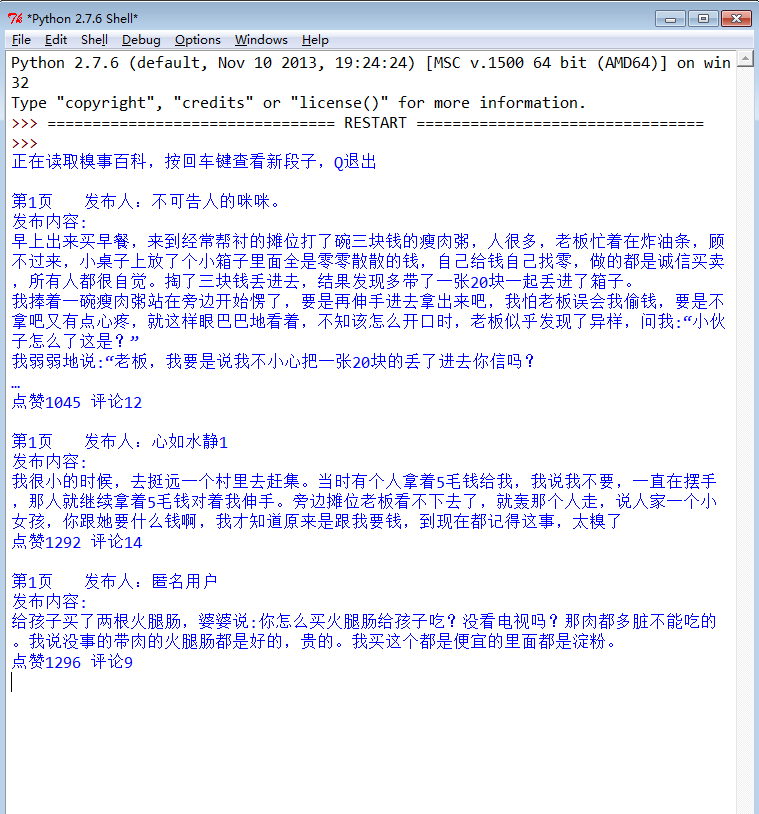 *Python 2.7.6 Shell*
File Edit Shell Debug Options Windows Help
Python 2.7.6 (default, Nov 10 2013, 19:24:24) [MSC v.1500 64 bit (AMD64)] on win
32
Type "copyright", "credits" or "license()" for more information.
>>> ================================ RESTART ================================
>>>
正在读取糗事百科，按回车键查看新段子，Q退出
第1页 发布人：不可告人的咪咪。
发布内容:
早上出来买早餐，来到经常帮衬的摊位打了碗三块钱的瘦肉粥，人很多，老板忙着在炸油条，顾
不过来，小桌子上放了个小箱子里面全是零零散散的钱，自己给钱自己找零，做的都是诚信买卖
，所有人都很自觉。掏了三块钱丢进去，结果发现多带了一张20块一起丢进了箱子。
我捧着一碗瘦肉粥站在旁边开始愣了，要是再伸手进去拿出来吧，我怕老板误会我偷钱，要是不
拿吧又有点心疼，就这样眼巴巴地看着，不知该怎么开口时，老板似乎发现了异样，问我:“小伙
子怎么了这是？”
我弱弱地说:“老板，我要是说我不小心把一张20块的丢了进去你信吗？
…
点赞1045 评论12
第1页 发布人：心如水静1
发布内容:
我很小的时候，去挺远一个村里去赶集。当时有个人拿着5毛钱给我，我说我不要，一直在摆手
，那人就继续拿着5毛钱对着我伸手。旁边摊位老板看不下去了，就轰那个人走，说人家一个小
女孩，你跟她要什么钱啊，我才知道原来是跟我要钱，到现在都记得这事，太糗了
点赞1292 评论14
第1页 发布人：匿名用户
发布内容:
给孩子买了两根火腿肠，婆婆说:你怎么买火腿肠给孩子吃？没看电视吗？那肉都多脏不能吃的
。我说没事的带肉的火腿肠都是好的，贵的。我买这个都是便宜的里面都是淀粉。
点赞1296 评论9